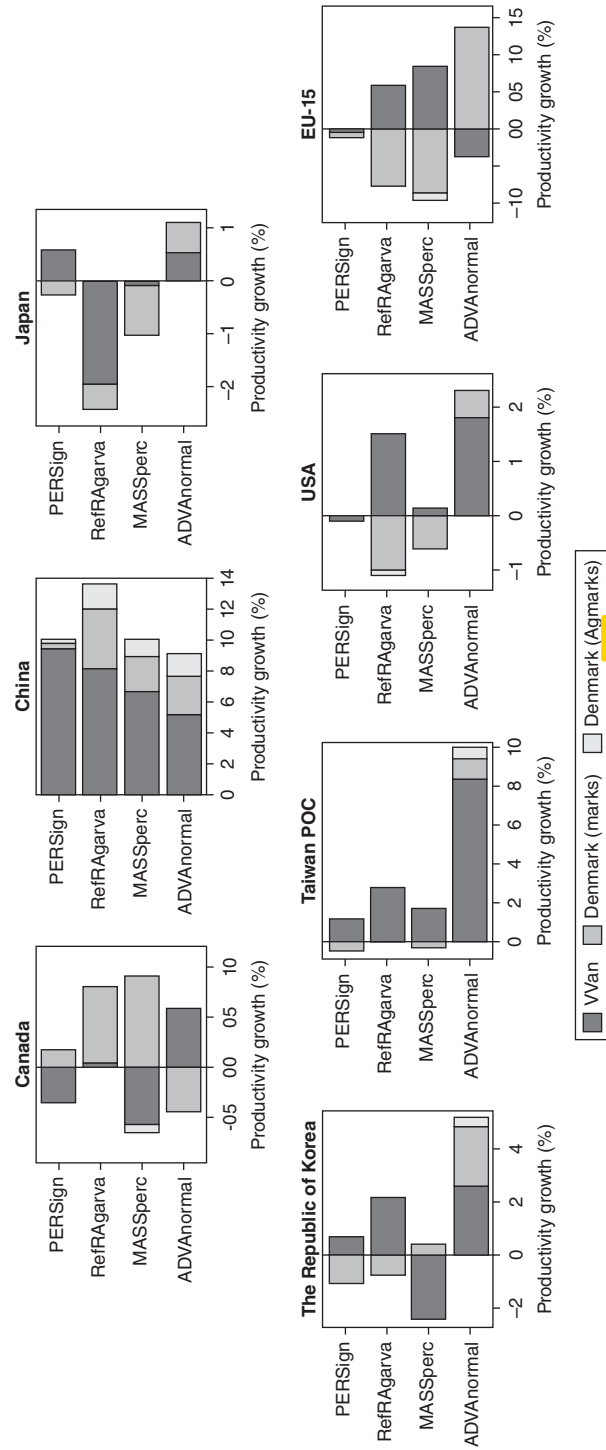 Canada
PERSign
RefRAgarva
MASSperc
ADVAnormal
-05 00 05 10
Productivity growth (%)
China
PERSign
RefRAgarva
MASSperc
ADVAnormal
0 2 4 6 8 10 12 14
Productivity growth (%)
Japan
PERSign
RefRAgarva
MASSperc
ADVAnormal
−2 −1 0 1
Productivity growth (%)
The Republic of Korea
PERSign
RefRAgarva
MASSperc
ADVAnormal
−2 0 2 4
Productivity growth (%)
Taiwan POC
PERSign
RefRAgarva
MASSperc
ADVAnormal
0 2 4 6 8 10
Productivity growth (%)
USA
PERSign
RefRAgarva
MASSperc
ADVAnormal
−1 0 1 2
Productivity growth (%)
EU-15
PERSign
RefRAgarva
MASSperc
ADVAnormal
−10 00 05 10 15
Productivity growth (%)
VVan Denmark (marks) Denmark (Agmarks)